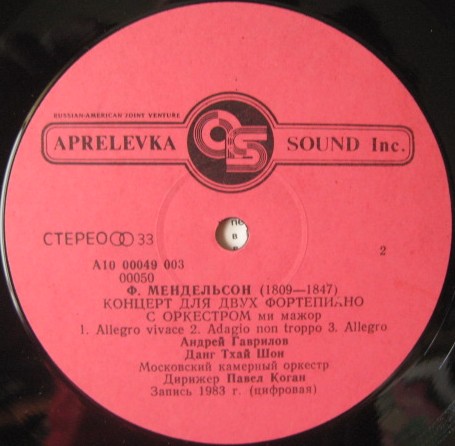 RUSSIAN-AMERICAN JOINT VENTURE
APRELEVKA SOUND Inc.
СТЕРЕО 33
2
А10 00049 003
00050
Ф. МЕНДЕЛЬСОН (1809—1847)
КОНЦЕРТ ДЛЯ ДВУХ ФОРТЕПИАНО
С ОРКЕСТРОМ ми мажор
1. Allegro vivace 2. Adagio non troppo 3. Allegro
Андрей Гаврилов
Данг Тхай Шон
Московский камерный оркестр
Дирижер Павел Коган
Запись 1983 г. (цифровая)